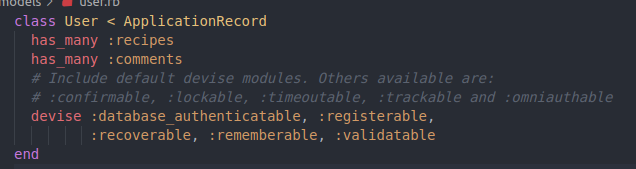 models > user.rb
class User < ApplicationRecord
  has_many :recipes
  has_many :comments
  # Include default devise modules. Others available are:
  # :confirmable, :lockable, :timeoutable, :trackable and :omniauthable
  devise :database_authenticatable, :registerable,
         :recoverable, :rememberable, :validatable
end